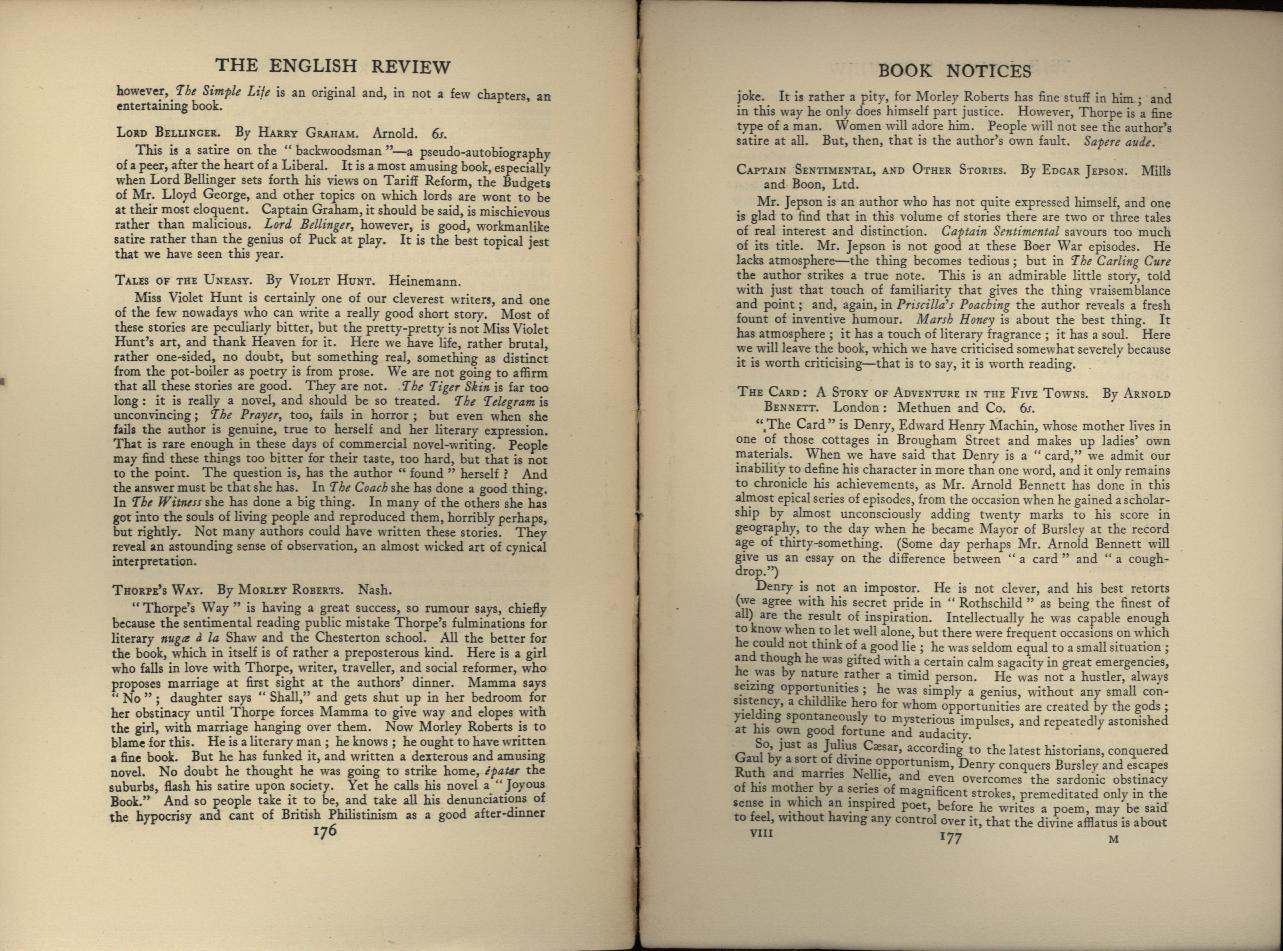 THE ENGLISH REVIEW
however, The Simple Life is an original and, in not a few chapters, an
entertaining book.
LORD BELLINGER. By HARRY GRAHAM. Arnold. 6s.
This is a satire on the “ backwoodsman ”—a pseudo-autobiography
of a peer, after the heart of a Liberal. It is a most amusing book, especially
when Lord Bellinger sets forth his views on Tariff Reform, the Budgets
of Mr. Lloyd George, and other topics on which lords are wont to be
at their most eloquent. Captain Graham, it should be said, is mischievous
rather than malicious. Lord Bellinger, however, is good, workmanlike
satire rather than the genius of Puck at play. It is the best topical jest
that we have seen this year.
TALES OF THE UNEASY. By VIOLET HUNT. Heinemann.
Miss Violet Hunt is certainly one of our cleverest writers, and one
of the few nowadays who can write a really good short story. Most of
these stories are peculiarly bitter, but the pretty-pretty is not Miss Violet
Hunt’s art, and thank Heaven for it. Here we have life, rather brutal,
rather one-sided, no doubt, but something real, something as distinct
from the pot-boiler as poetry is from prose. We are not going to affirm
that all these stories are good. They are not. The Tiger Skin is far too
long : it is really a novel, and should be so treated. The Telegram is
unconvincing ; The Prayer, too, fails in horror ; but even when she
fails the author is genuine, true to herself and her literary expression.
That is rare enough in these days of commercial novel-writing. People
may find these things too bitter for their taste, too hard, but that is not
to the point. The question is, has the author “ found ” herself ? And
the answer must be that she has. In The Coach she has done a good thing.
In The Witness she has done a big thing. In many of the others she has
got into the souls of living people and reproduced them, horribly perhaps,
but rightly. Not many authors could have written these stories. They
reveal an astounding sense of observation, an almost wicked art of cynical
interpretation.
THORPE’S WAY. By MORLEY ROBERTS. Nash.
“ Thorpe’s Way ” is having a great success, so rumour says, chiefly
because the sentimental reading public mistake Thorpe’s fulminations for
literary nugæ à la Shaw and the Chesterton school. All the better for
the book, which in itself is of rather a preposterous kind. Here is a girl
who falls in love with Thorpe, writer, traveller, and social reformer, who
proposes marriage at first sight at the authors’ dinner. Mamma says
“ No ” ; daughter says “ Shall,” and gets shut up in her bedroom for
her obstinacy until Thorpe forces Mamma to give way and elopes with
the girl, with marriage hanging over them. Now Morley Roberts is to
blame for this. He is a literary man ; he knows ; he ought to have written
a fine book. But he has funked it, and written a dexterous and amusing
novel. No doubt he thought he was going to strike home, épater the
suburbs, flash his satire upon society. Yet he calls his novel a “ Joyous
Book.” And so people take it to be, and take all his denunciations of
the hypocrisy and cant of British Philistinism as a good after-dinner
176
BOOK NOTICES
joke. It is rather a pity, for Morley Roberts has fine stuff in him ; and
in this way he only does himself part justice. However, Thorpe is a fine
type of a man. Women will adore him. People will not see the author’s
satire at all. But, then, that is the author’s own fault. Sapere aude.
CAPTAIN SENTIMENTAL, AND OTHER STORIES. By EDGAR JEPSON. Mills
and Boon, Ltd.
Mr. Jepson is an author who has not quite expressed himself, and one
is glad to find that in this volume of stories there are two or three tales
of real interest and distinction. Captain Sentimental savours too much
of its title. Mr. Jepson is not good at these Boer War episodes. He
lacks atmosphere—the thing becomes tedious ; but in The Carling Cure
the author strikes a true note. This is an admirable little story, told
with just that touch of familiarity that gives the thing vraisemblance
and point ; and, again, in Priscilla’s Poaching the author reveals a fresh
fount of inventive humour. Marsh Honey is about the best thing. It
has atmosphere ; it has a touch of literary fragrance ; it has a soul. Here
we will leave the book, which we have criticised somewhat severely because
it is worth criticising—that is to say, it is worth reading.
THE CARD : A STORY OF ADVENTURE IN THE FIVE TOWNS. By ARNOLD
BENNETT. London : Methuen and Co. 6s.
“ The Card ” is Denry, Edward Henry Machin, whose mother lives in
one of those cottages in Brougham Street and makes up ladies’ own
materials. When we have said that Denry is a “ card,” we admit our
inability to define his character in more than one word, and it only remains
to chronicle his achievements, as Mr. Arnold Bennett has done in this
almost epical series of episodes, from the occasion when he gained a scholar-
ship by almost unconsciously adding twenty marks to his score in
geography, to the day when he became Mayor of Bursley at the record
age of thirty-something. (Some day perhaps Mr. Arnold Bennett will
give us an essay on the difference between “ a card ” and “ a cough-
drop.”)
Denry is not an impostor. He is not clever, and his best retorts
(we agree with his secret pride in “ Rothschild ” as being the finest of
all) are the result of inspiration. Intellectually he was capable enough
to know when to let well alone, but there were frequent occasions on which
he could not think of a good lie ; he was seldom equal to a small situation ;
and though he was gifted with a certain calm sagacity in great emergencies,
he was by nature rather a timid person. He was not a hustler, always
seizing opportunities ; he was simply a genius, without any small con-
sistency, a childlike hero for whom opportunities are created by the gods ;
yielding spontaneously to mysterious impulses, and repeatedly astonished
at his own good fortune and audacity.
So, just as Julius Cæsar, according to the latest historians, conquered
Gaul by a sort of divine opportunism, Denry conquers Bursley and escapes
Ruth and marries Nellie, and even overcomes the sardonic obstinacy
of his mother by a series of magnificent strokes, premeditated only in the
sense in which an inspired poet, before he writes a poem, may be said
to feel, without having any control over it, that the divine afflatus is about
VIII 177 M